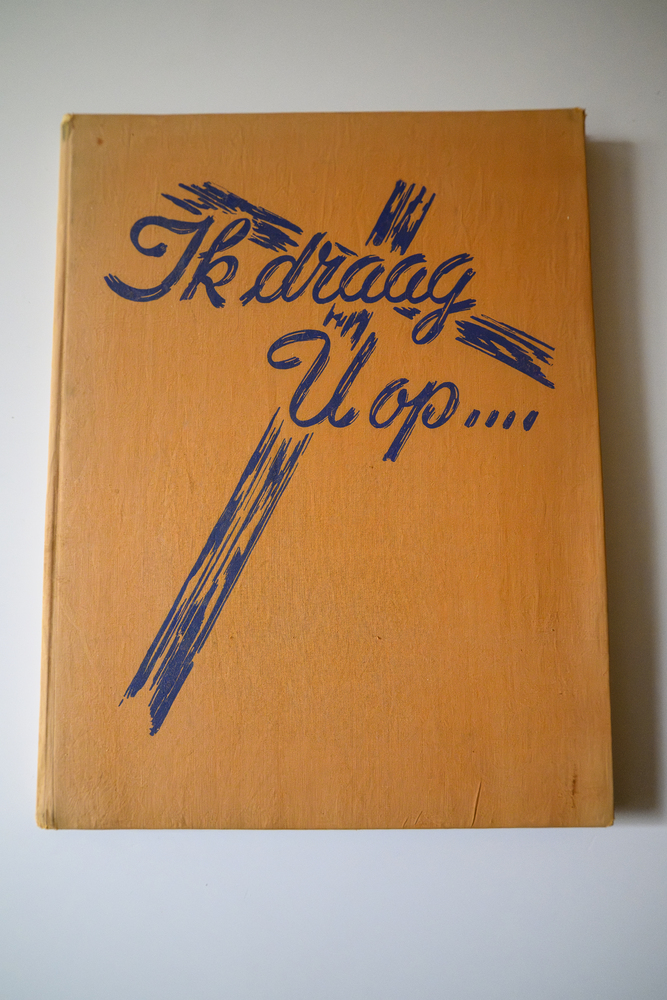 Ik draag
U op....